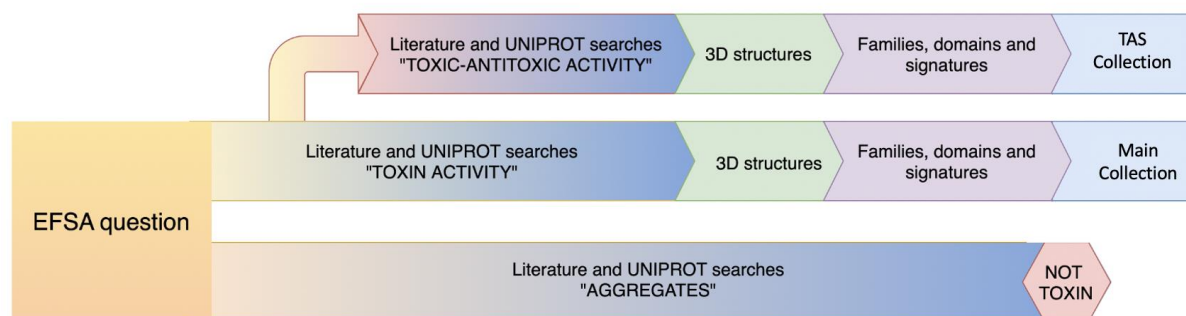 Literature and UNIPROT searches
"TOXIC-ANTITOXIC ACTIVITY"
3D structures
Families, domains and
signatures
TAS
Collection
EFSA question
Literature and UNIPROT searches
"TOXIN ACTIVITY"
3D structures
Families, domains and
signatures
Main
Collection
Literature and UNIPROT searches
"AGGREGATES"
NOT
TOXIN